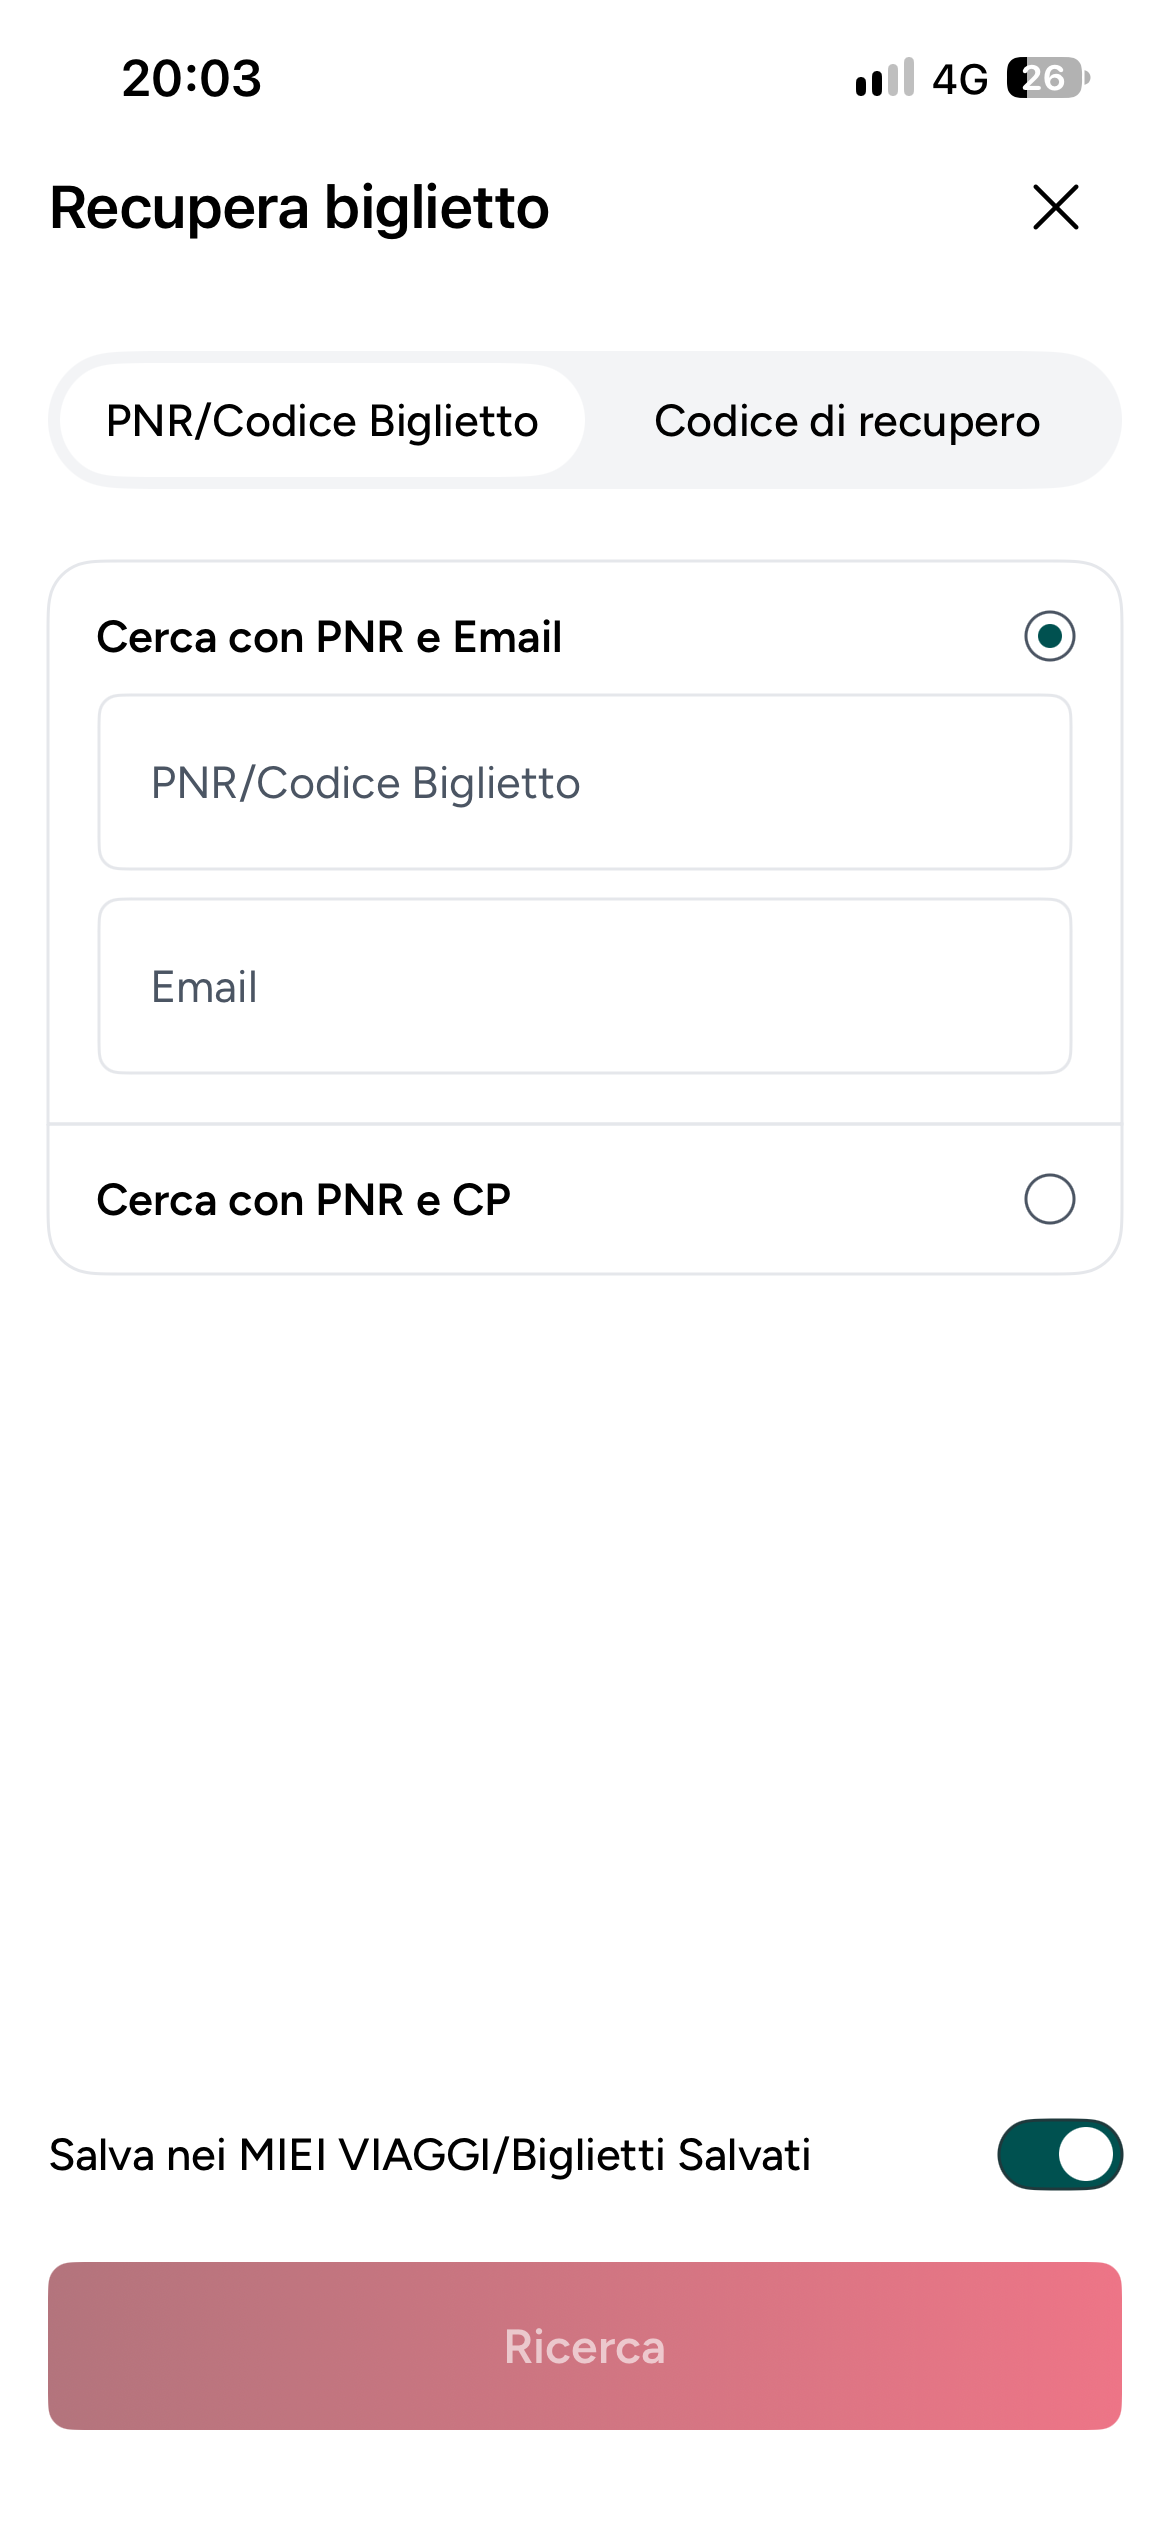 20:03
4G 26
Recupera biglietto
PNR/Codice Biglietto Codice di recupero
Cerca con PNR e Email
PNR/Codice Biglietto
Email
Cerca con PNR e CP
Salva nei MIEI VIAGGI/Biglietti Salvati
Ricerca